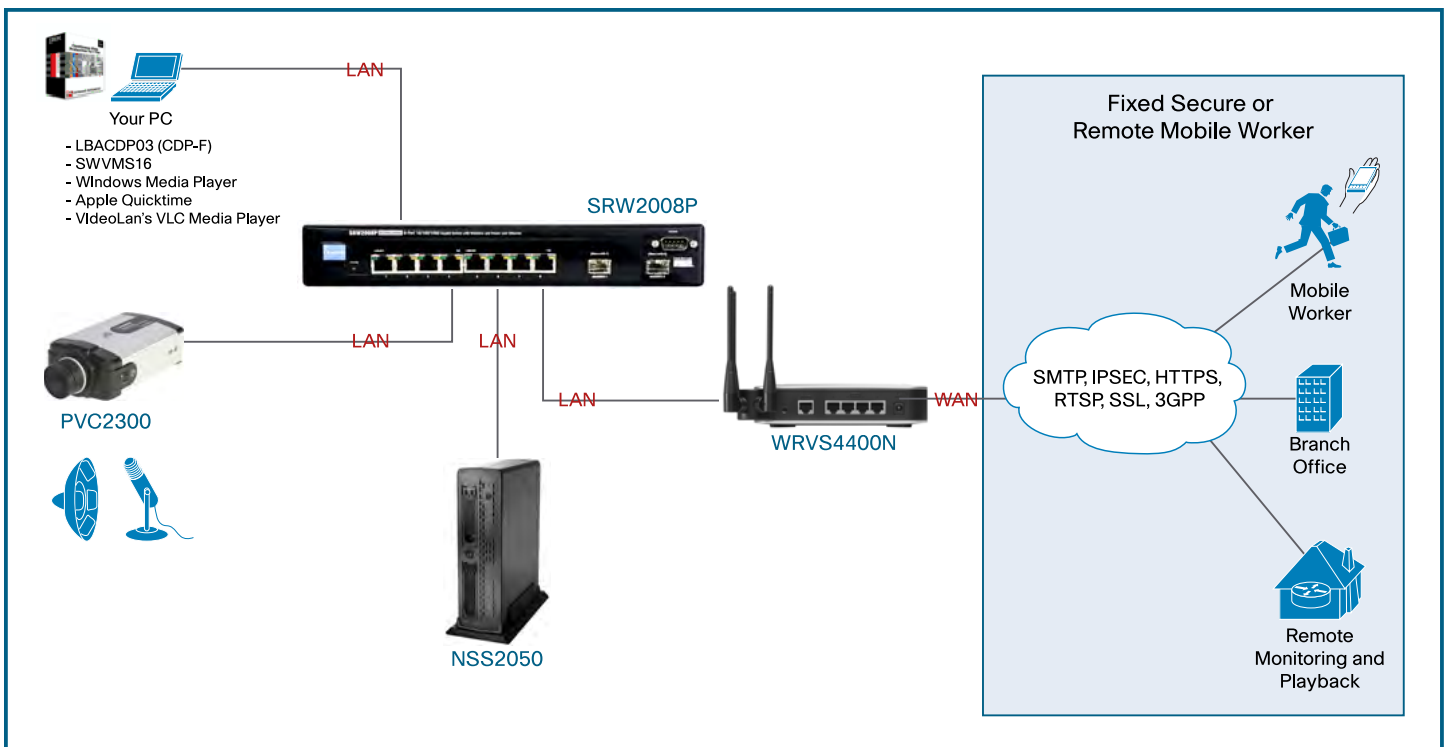 LAN
Your PC
- LBACDP03 (CDP-F)
- SWVMS16
- WIndows Media Player
- Apple Quicktime
- VIdeoLan's VLC Media Player
SRW2008P
SRW2008P
LAN
LAN
PVC2300
LAN
WRVS4400N
WAN
NSS2050
Fixed Secure or
Remote Mobile Worker
Mobile
Worker
SMTP, IPSEC, HTTPS,
RTSP, SSL, 3GPP
Branch
Office
Remote
Monitoring and
Playback